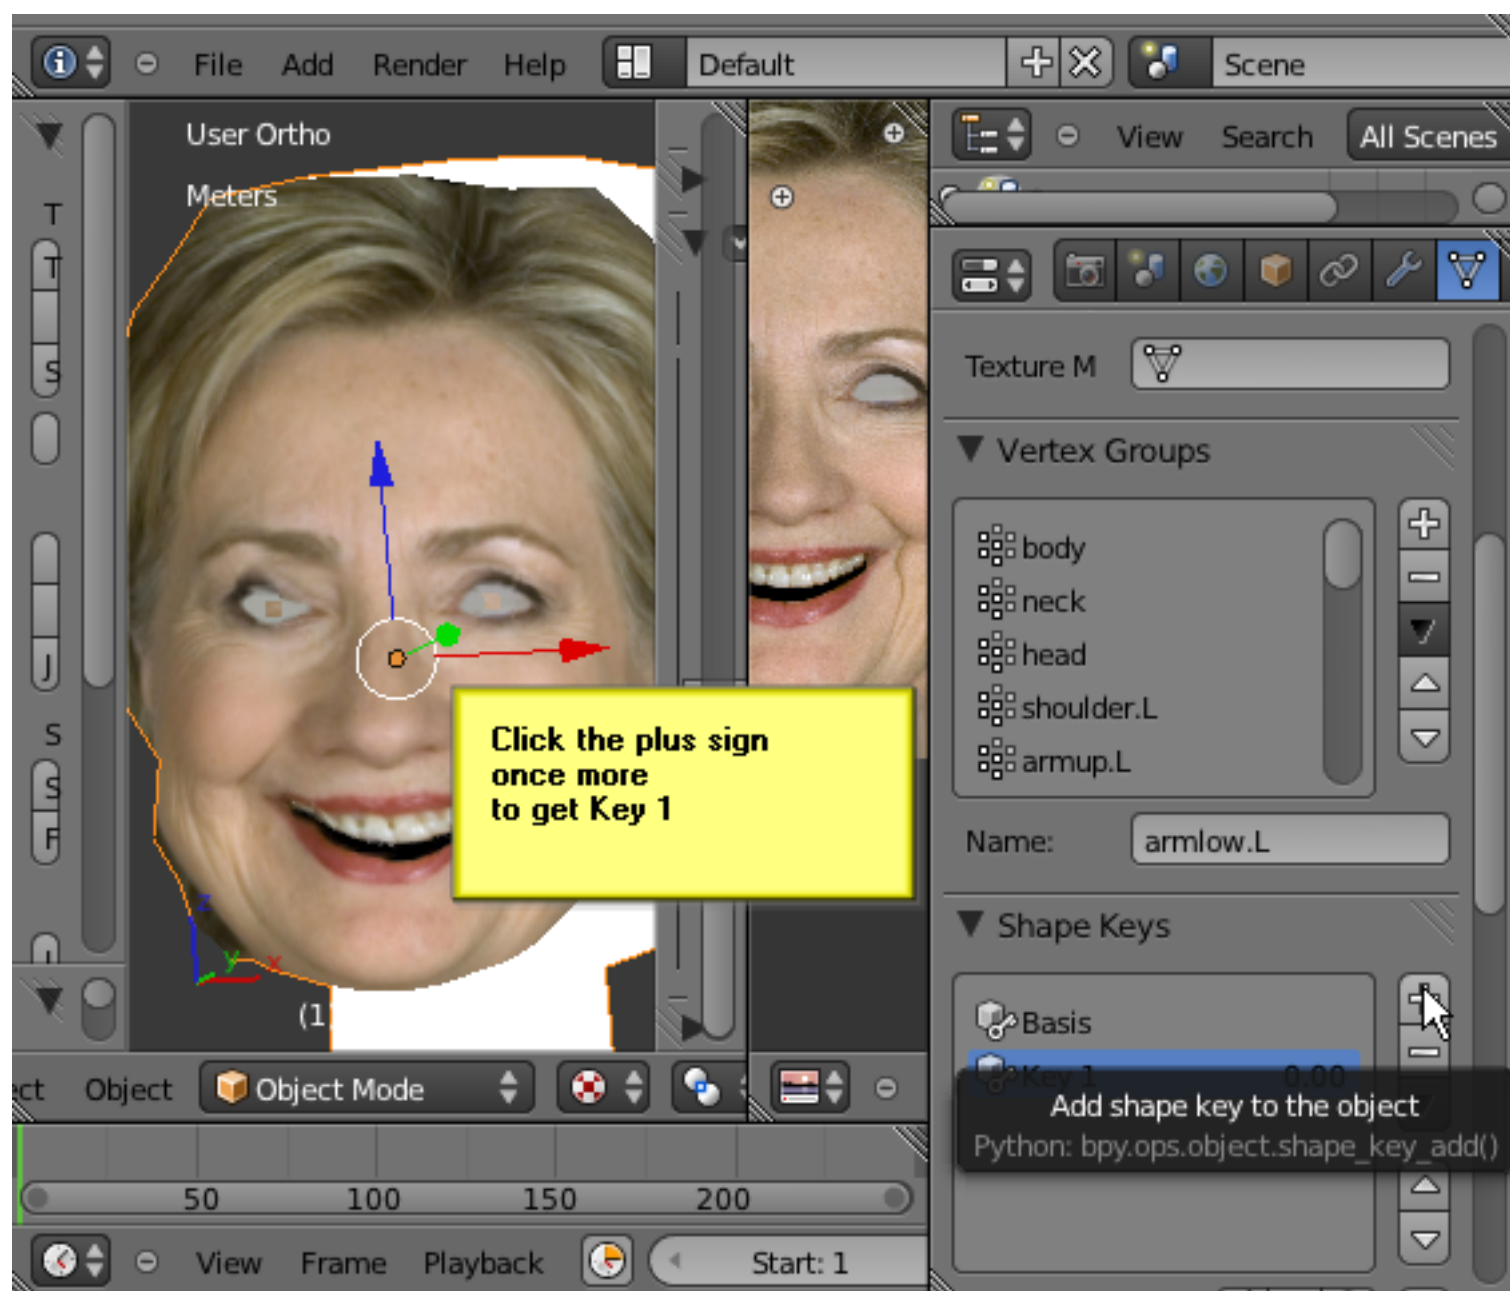 File Add Render Help Default Scene
User Ortho
Meters
View Search All Scenes
T
T
S
J
S
S
F
Texture M
Vertex Groups
body
neck
head
shoulder.L
armup.L
Name: armlow.L
Click the plus sign
once more
to get Key 1
Shape Keys
Basis
Key 1 0.00
Add shape key to the object
Python: bpy.ops.object.shape_key_add()
z
y x
(1
ect Object Object Mode
50 100 150 200
View Frame Playback Start: 1